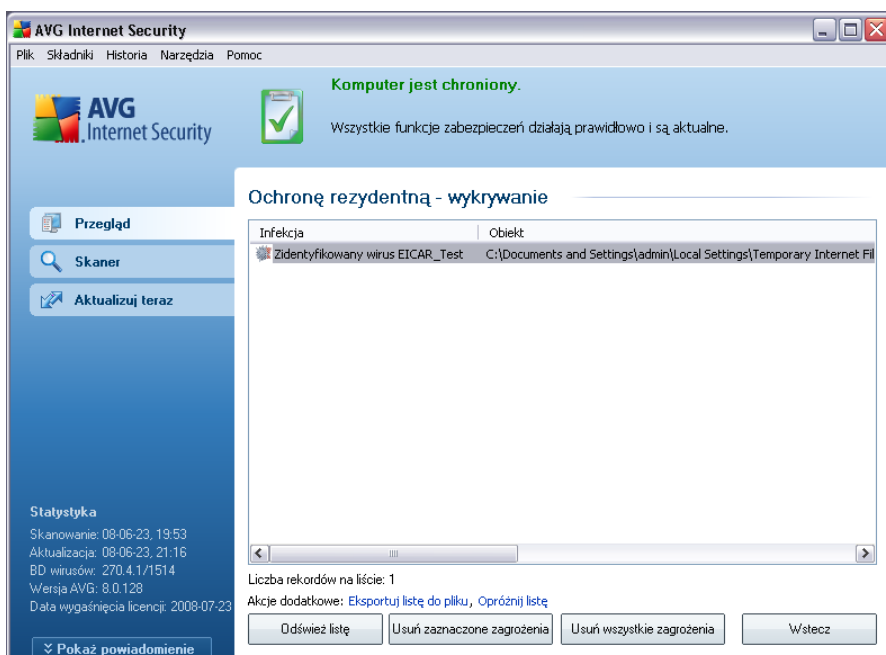 AVG Internet Security
Plik Składniki Historia Narzędzia Pomoc
AVG
Internet Security
Komputer jest chroniony.
Wszystkie funkcje zabezpieczeń działają prawidłowo i są aktualne.
Przegląd
Skaner
Aktualizuj teraz
Ochronę rezydentną - wykrywanie
Infekcja Obiekt
Zidentyfikowany wirus EICAR_Test C:\Documents and Settings\admin\Local Settings\Temporary Internet Fil
Statystyka
Skanowanie: 08-06-23, 19:53
Aktualizacja: 08-06-23, 21:16
BD wirusów: 270.4.1/1514
Wersja AVG: 8.0.128
Data wygaśnięcia licencji: 2008-07-23
Pokaż powiadomienie
Liczba rekordów na liście: 1
Akcje dodatkowe: Eksportuj listę do pliku, Opróżnij listę
Odśwież listę Usuń zaznaczone zagrożenia Usuń wszystkie zagrożenia Wstecz